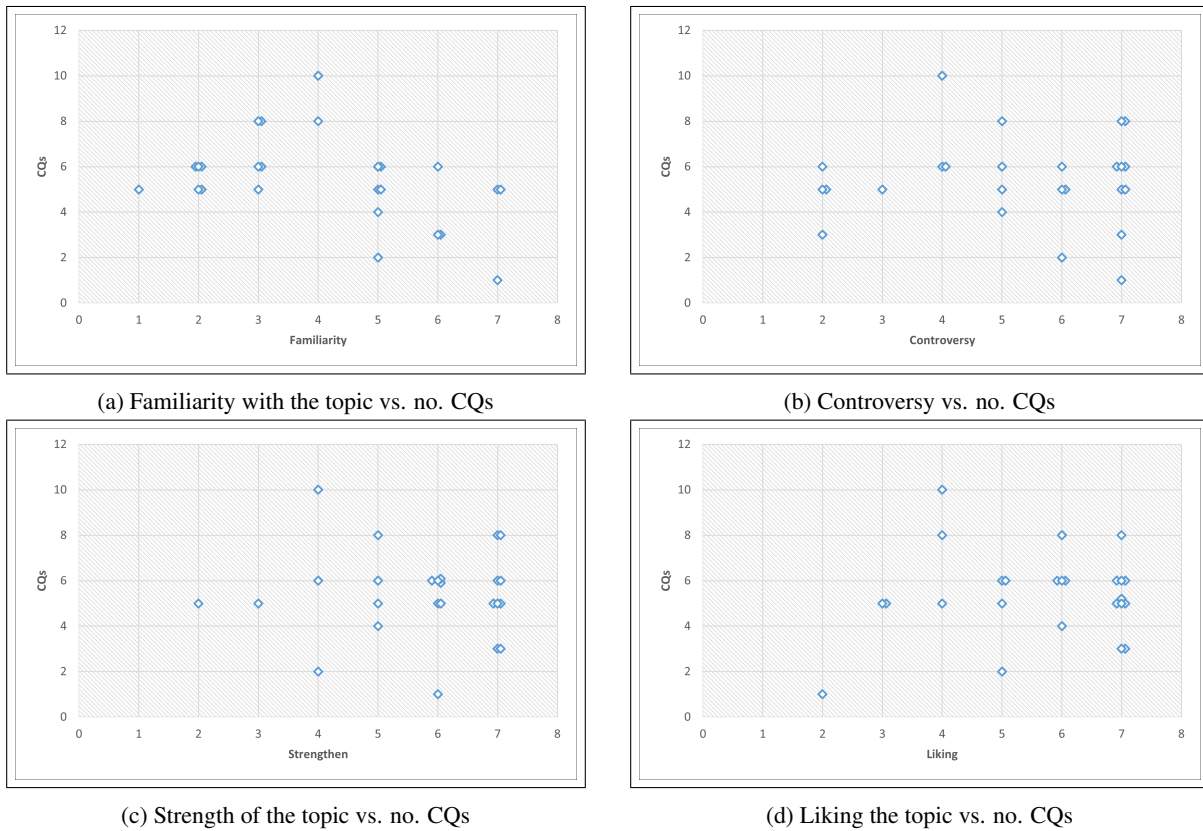 12
10
8
6
4
2
0
CQs
0 1 2 3 4 5 6 7 8
Familiarity
(a) Familiarity with the topic vs. no. CQs
12
10
8
6
4
2
0
CQs
0 1 2 3 4 5 6 7 8
Controversy
(b) Controversy vs. no. CQs
12
10
8
6
4
2
0
CQs
0 1 2 3 4 5 6 7 8
Strengthen
(c) Strength of the topic vs. no. CQs
12
10
8
6
4
2
0
CQs
0 1 2 3 4 5 6 7 8
Liking
(d) Liking the topic vs. no. CQs